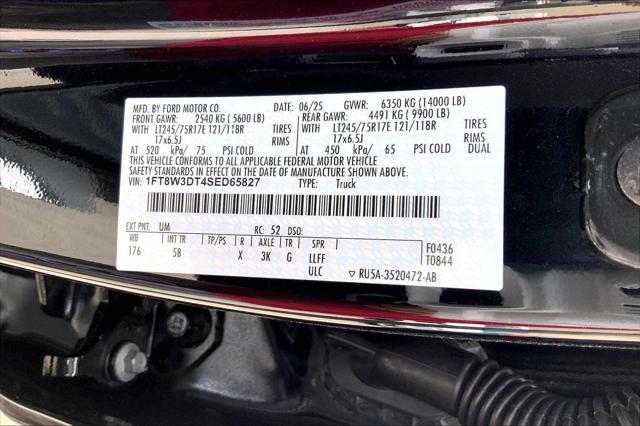 MFD. BY FORD MOTOR CO. 06/25 GVWR: 6350 KG (14000 LB)
FRONT GAWR: 2540 KG (5600 LB) REAR GAWR: 4491 KG (9900 LB)
WITH LT245/75R17E 121/118R TIRES WITH LT245/75R17E 121/118R TIRES
17x6.5J RIMS 17x6.5J RIMS
AT 520 kPa/ 75 PSI COLD AT 450 kPa/ 65 PSI COLD DUAL
THIS VEHICLE CONFORMS TO ALL APPLICABLE FEDERAL MOTOR VEHICLE
SAFETY STANDARDS IN EFFECT ON THE DATE OF MANUFACTURE SHOWN ABOVE.
VIN: 1FT8W3DT4SED65827 TYPE: Truck
EXT PNT: UM RC: 52 DSO:
WB INT TR TP/PS R AXLE TR SPR F0436
176 5B X 3K G LLFF T0844
ULC ▽ RU5A-3520472-AB